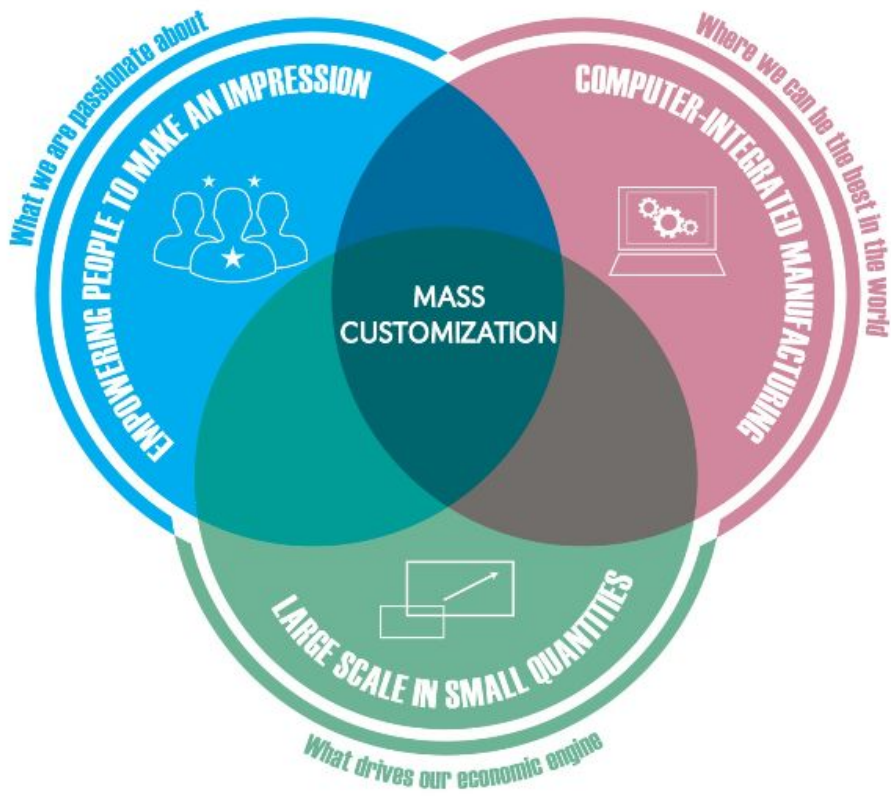 What we are passionate about
EMPOWERING PEOPLE TO MAKE AN IMPRESSION
Where we can be the best in the world
COMPUTER-INTEGRATED MANUFACTURING
MASS
CUSTOMIZATION
LARGE SCALE IN SMALL QUANTITIES
What drives our economic engine